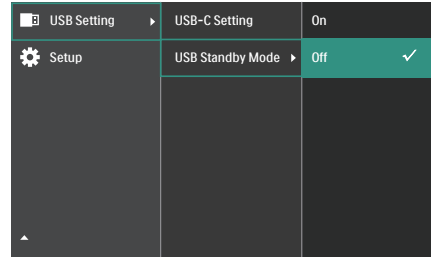 USB Setting
USB-C Setting
On
Setup
USB Standby Mode
Off